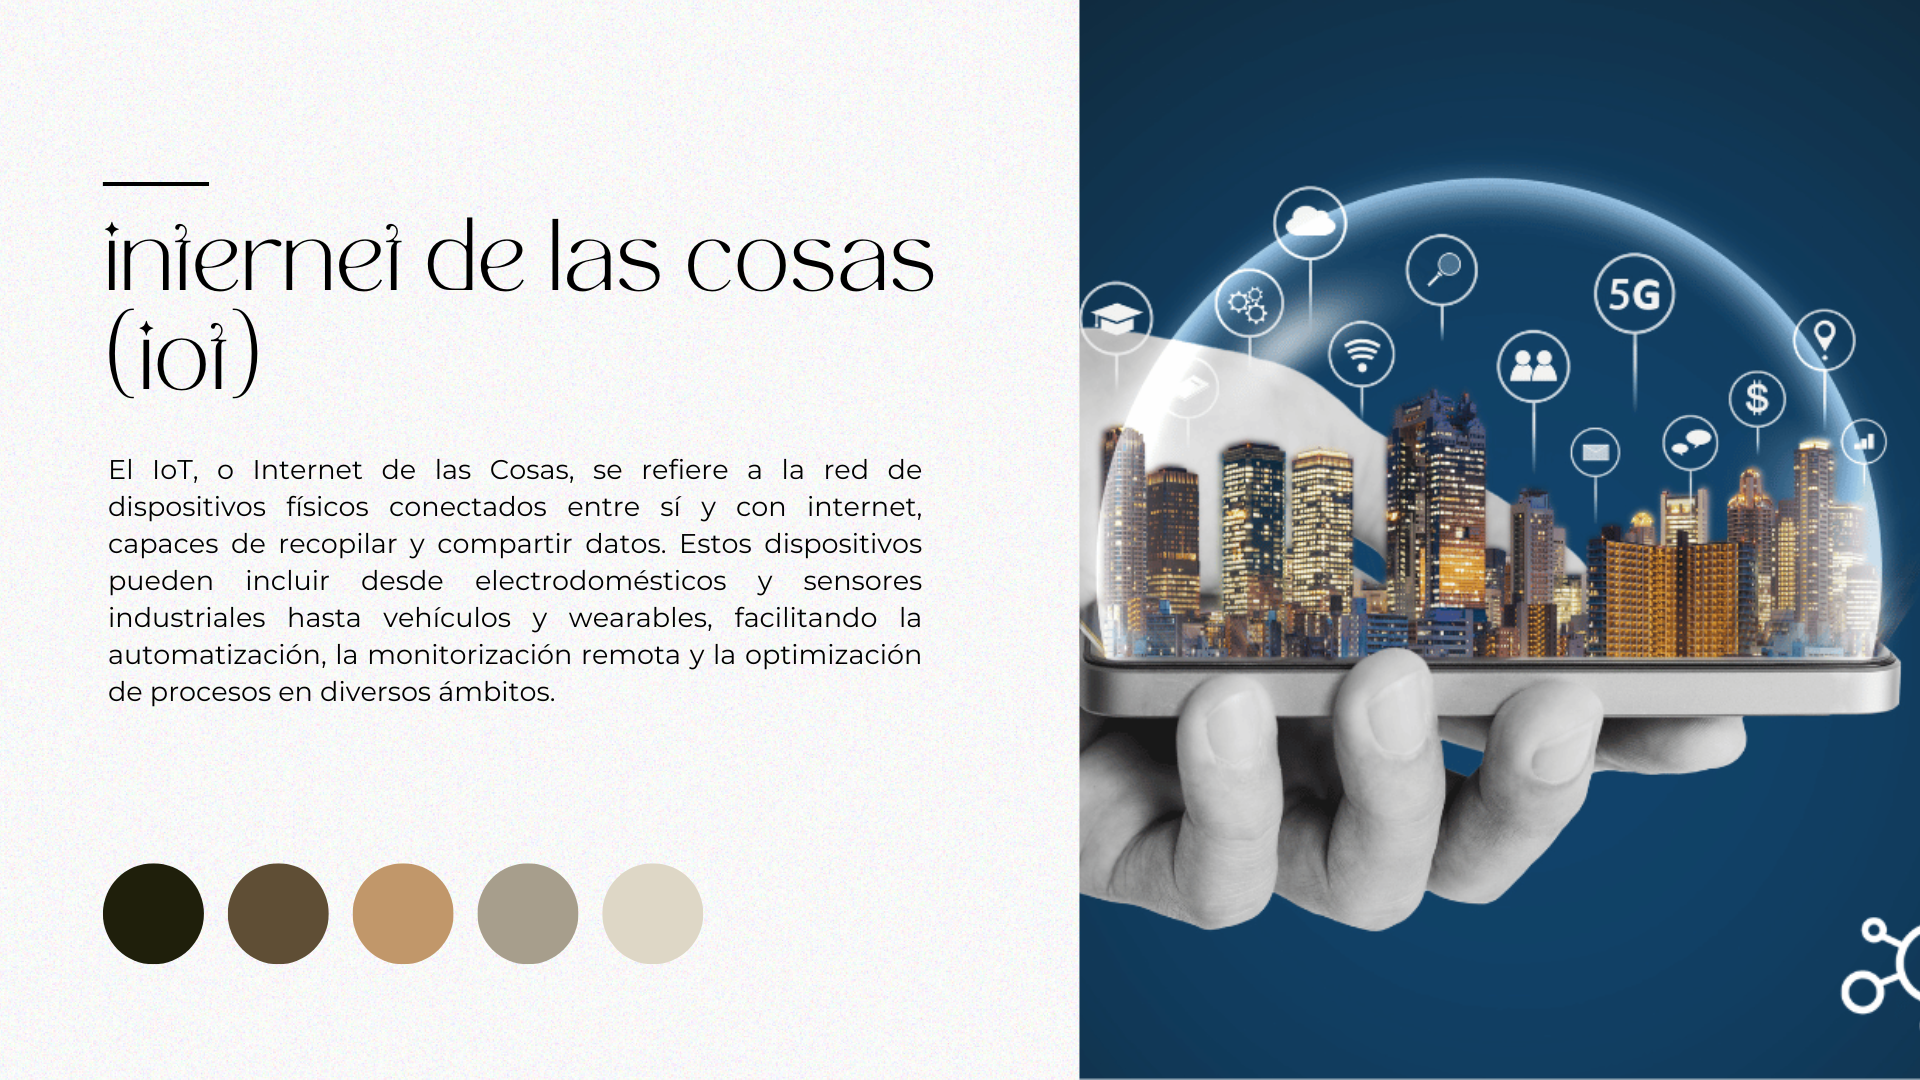 internet de las cosas
(iot)
El IoT, o Internet de las Cosas, se refiere a la red de
dispositivos físicos conectados entre sí y con internet,
capaces de recopilar y compartir datos. Estos dispositivos
pueden incluir desde electrodomésticos y sensores
industriales hasta vehículos y wearables, facilitando la
automatización, la monitorización remota y la optimización
de procesos en diversos ámbitos.
5G
$